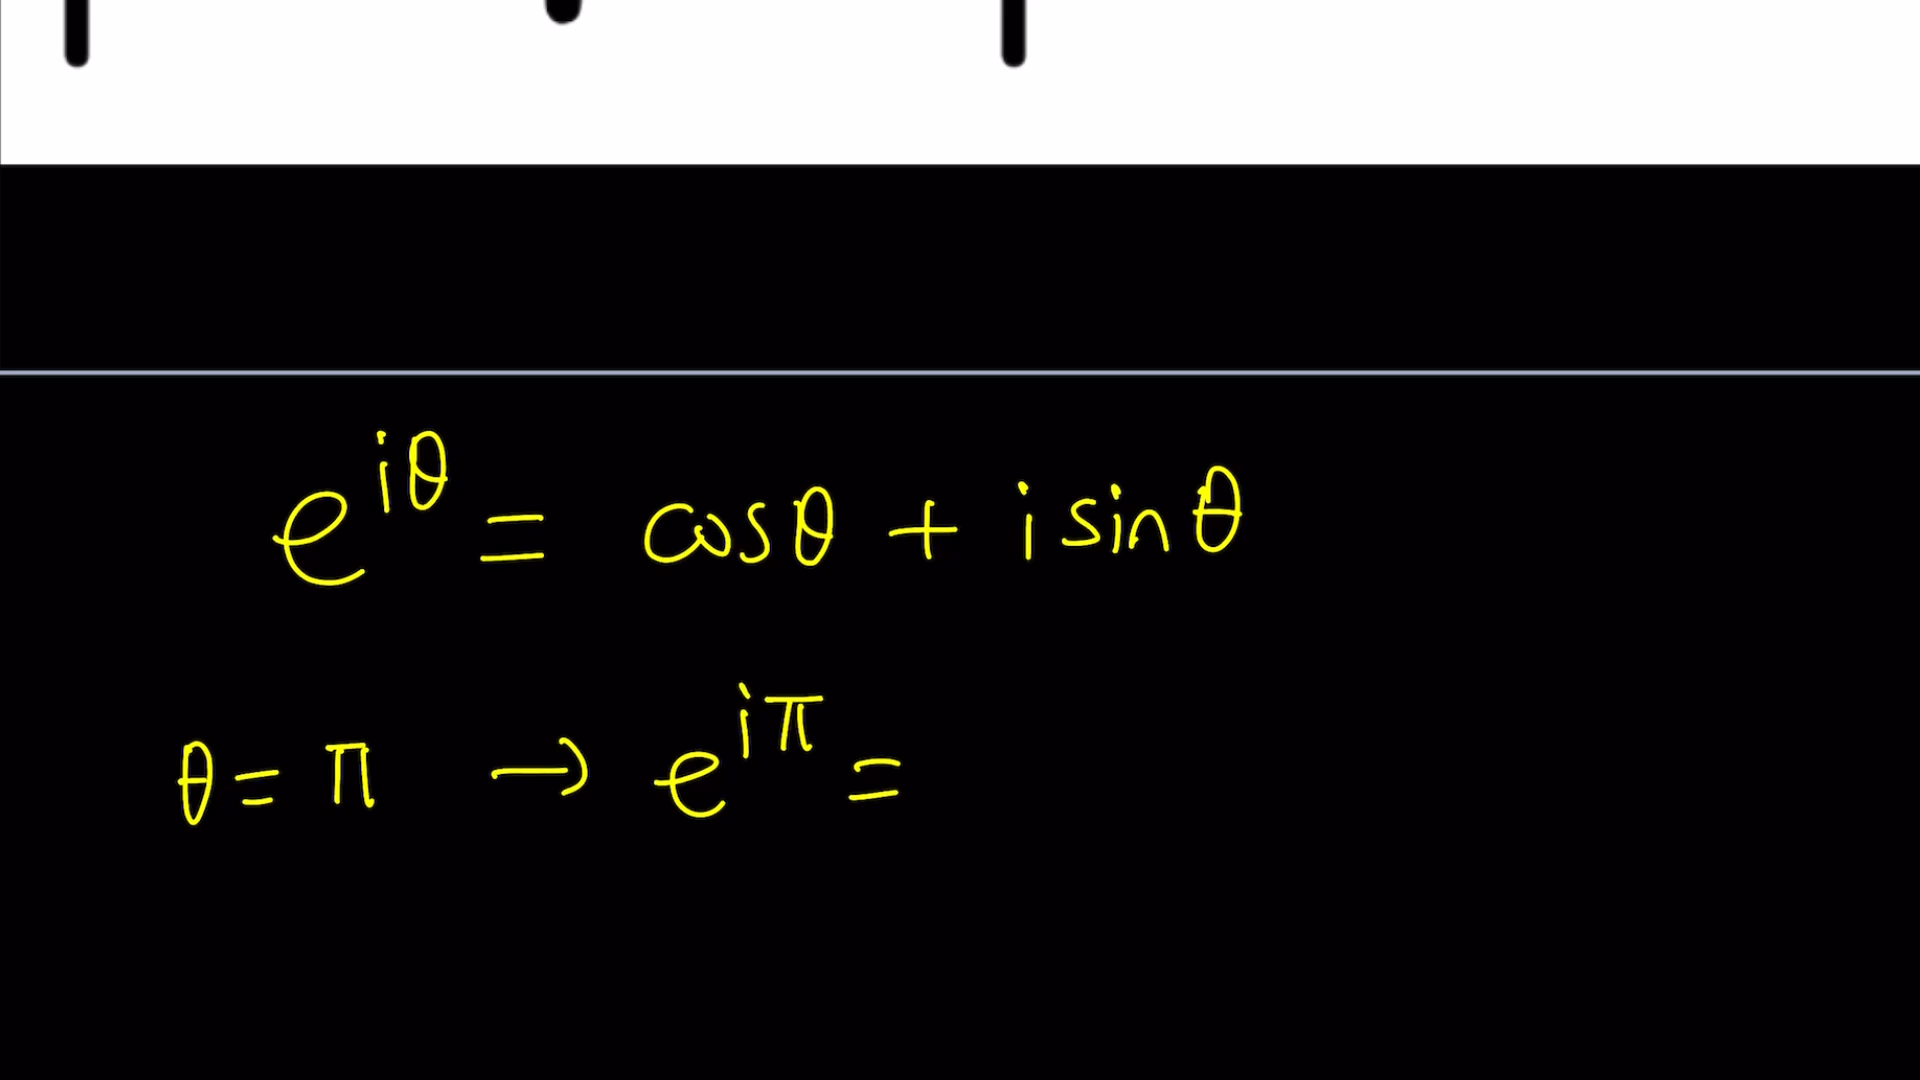 e^{iθ} = cosθ + i sinθ
θ = π → e^{iπ} =